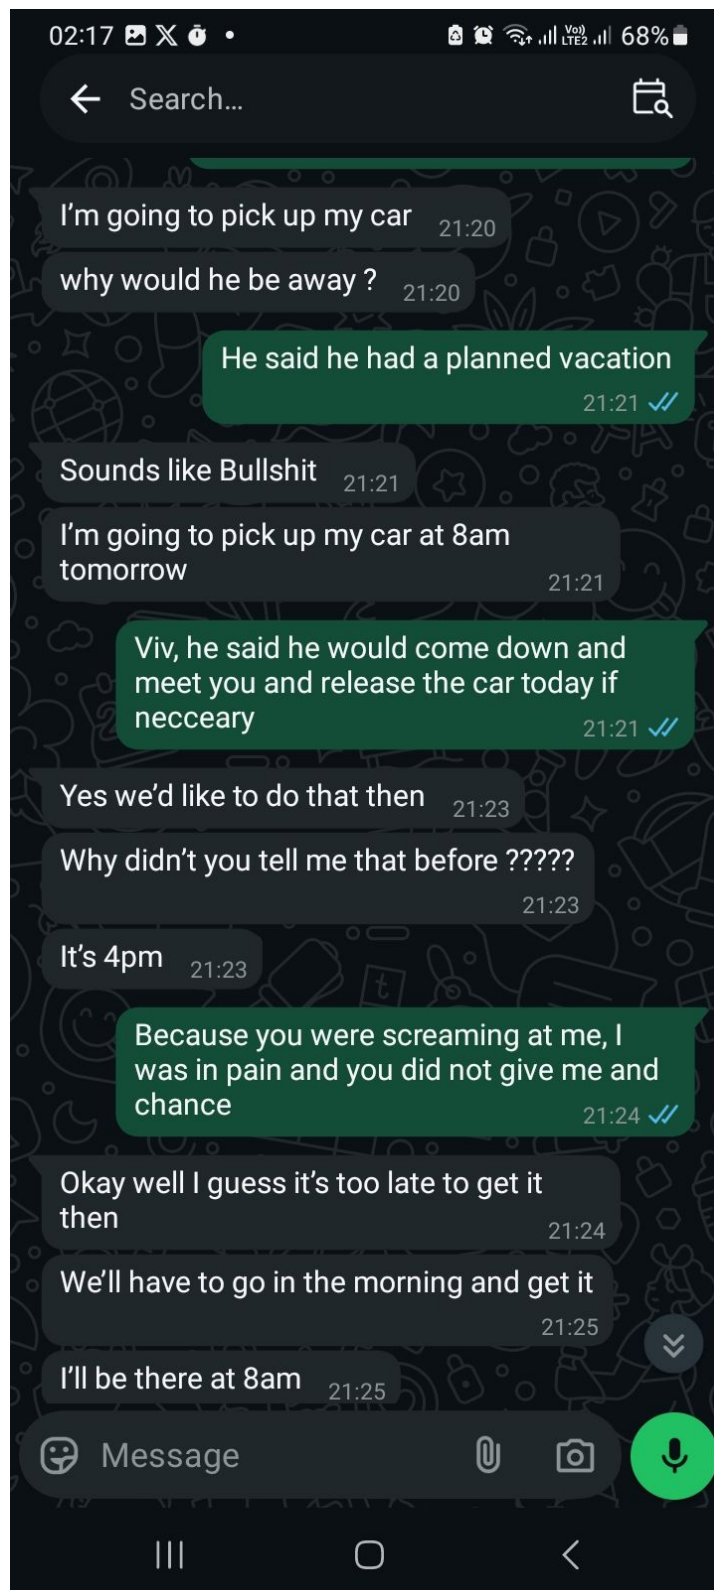 02:17
Vo))
LTE2
68%
Search...
I'm going to pick up my car
21:20
why would he be away ?
21:20
He said he had a planned vacation
21:21
Sounds like Bullshit
21:21
I'm going to pick up my car at 8am
tomorrow
21:21
Viv, he said he would come down and
meet you and release the car today if
necceary
21:21
Yes we'd like to do that then
21:23
Why didn't you tell me that before ?????
21:23
It's 4pm
21:23
Because you were screaming at me, I
was in pain and you did not give me and
chance
21:24
Okay well I guess it's too late to get it
then
21:24
We'll have to go in the morning and get it
21:25
I'll be there at 8am
21:25
Message